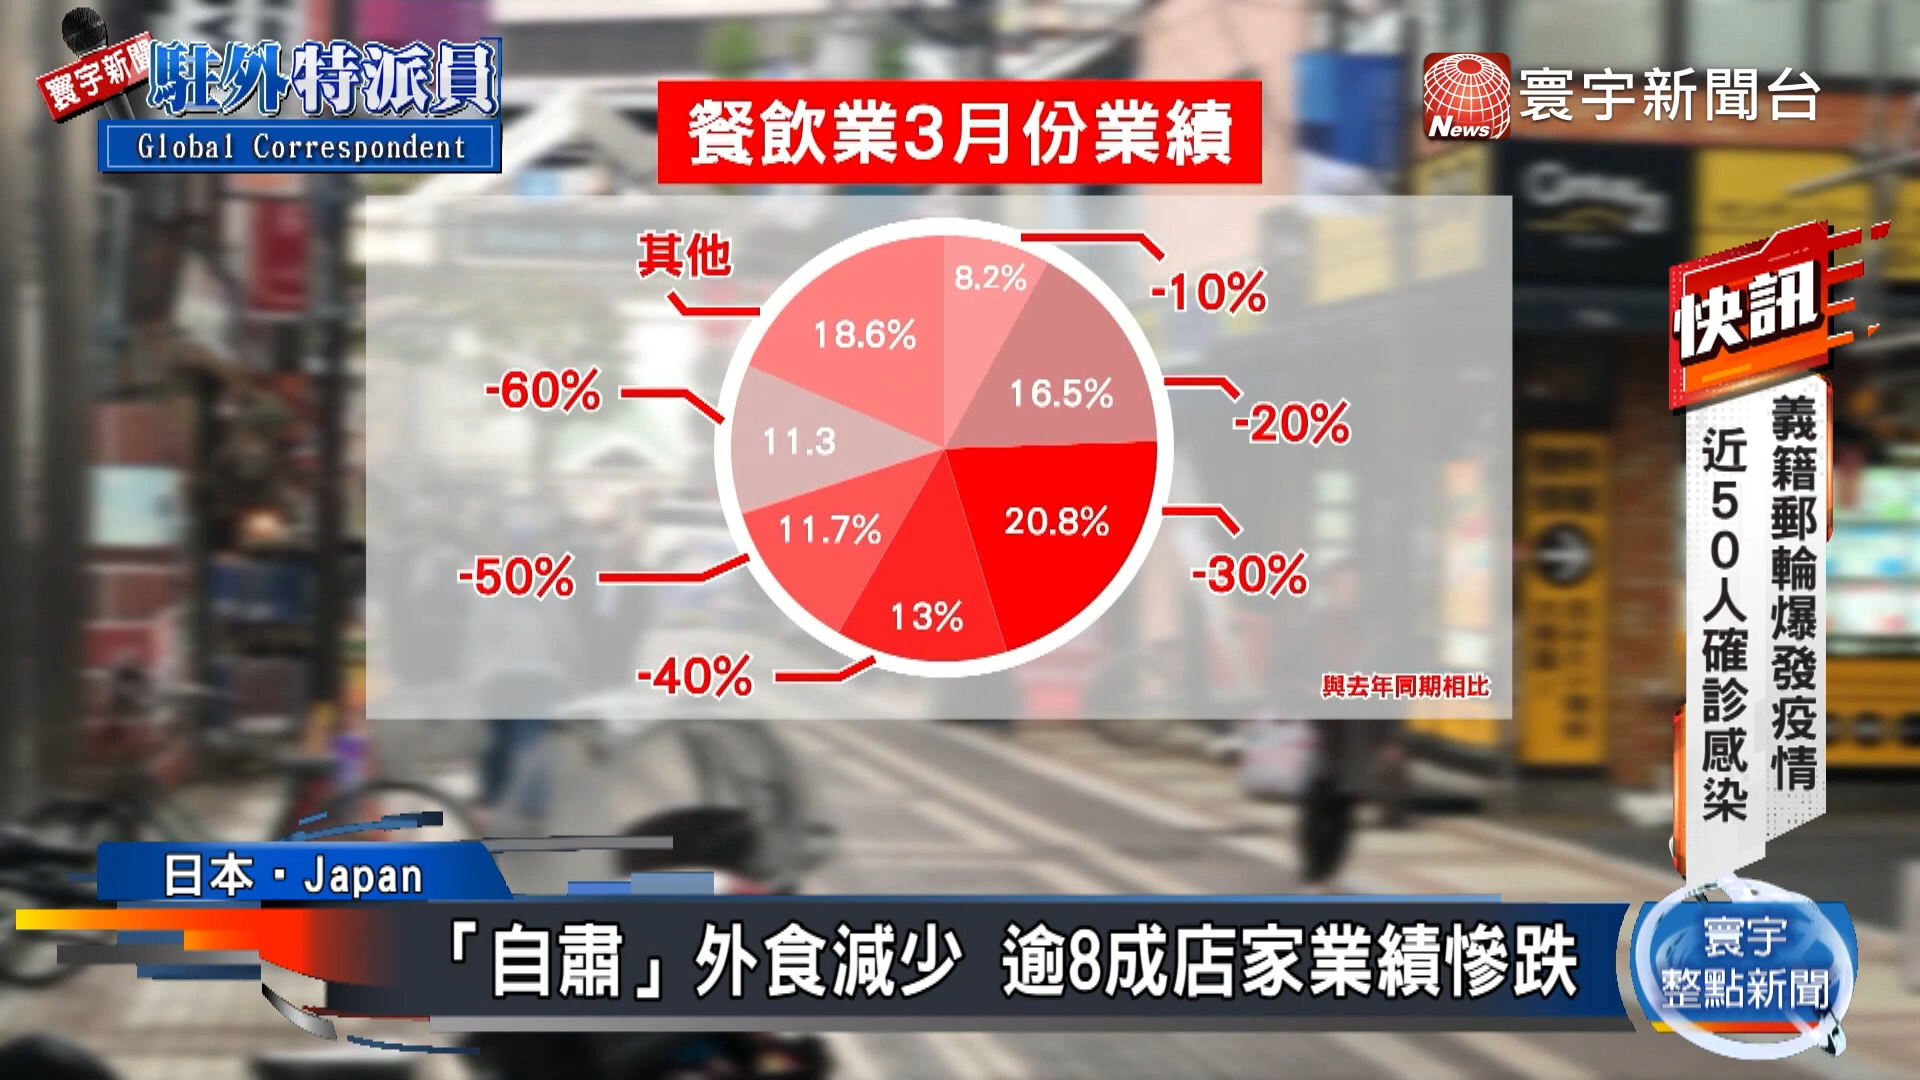 寰宇新聞
駐外特派員
Global Correspondent
餐飲業3月份業績
News
寰宇新聞台
其他
18.6%
8.2%
-10%
16.5%
-20%
-60%
11.3
20.8%
-30%
11.7%
-50%
13%
-40%
與去年同期相比
快訊
義籍郵輪爆發疫情
近50人確診感染
日本·Japan
「自肅」外食減少 逾8成店家業績慘跌
寰宇
整點新聞